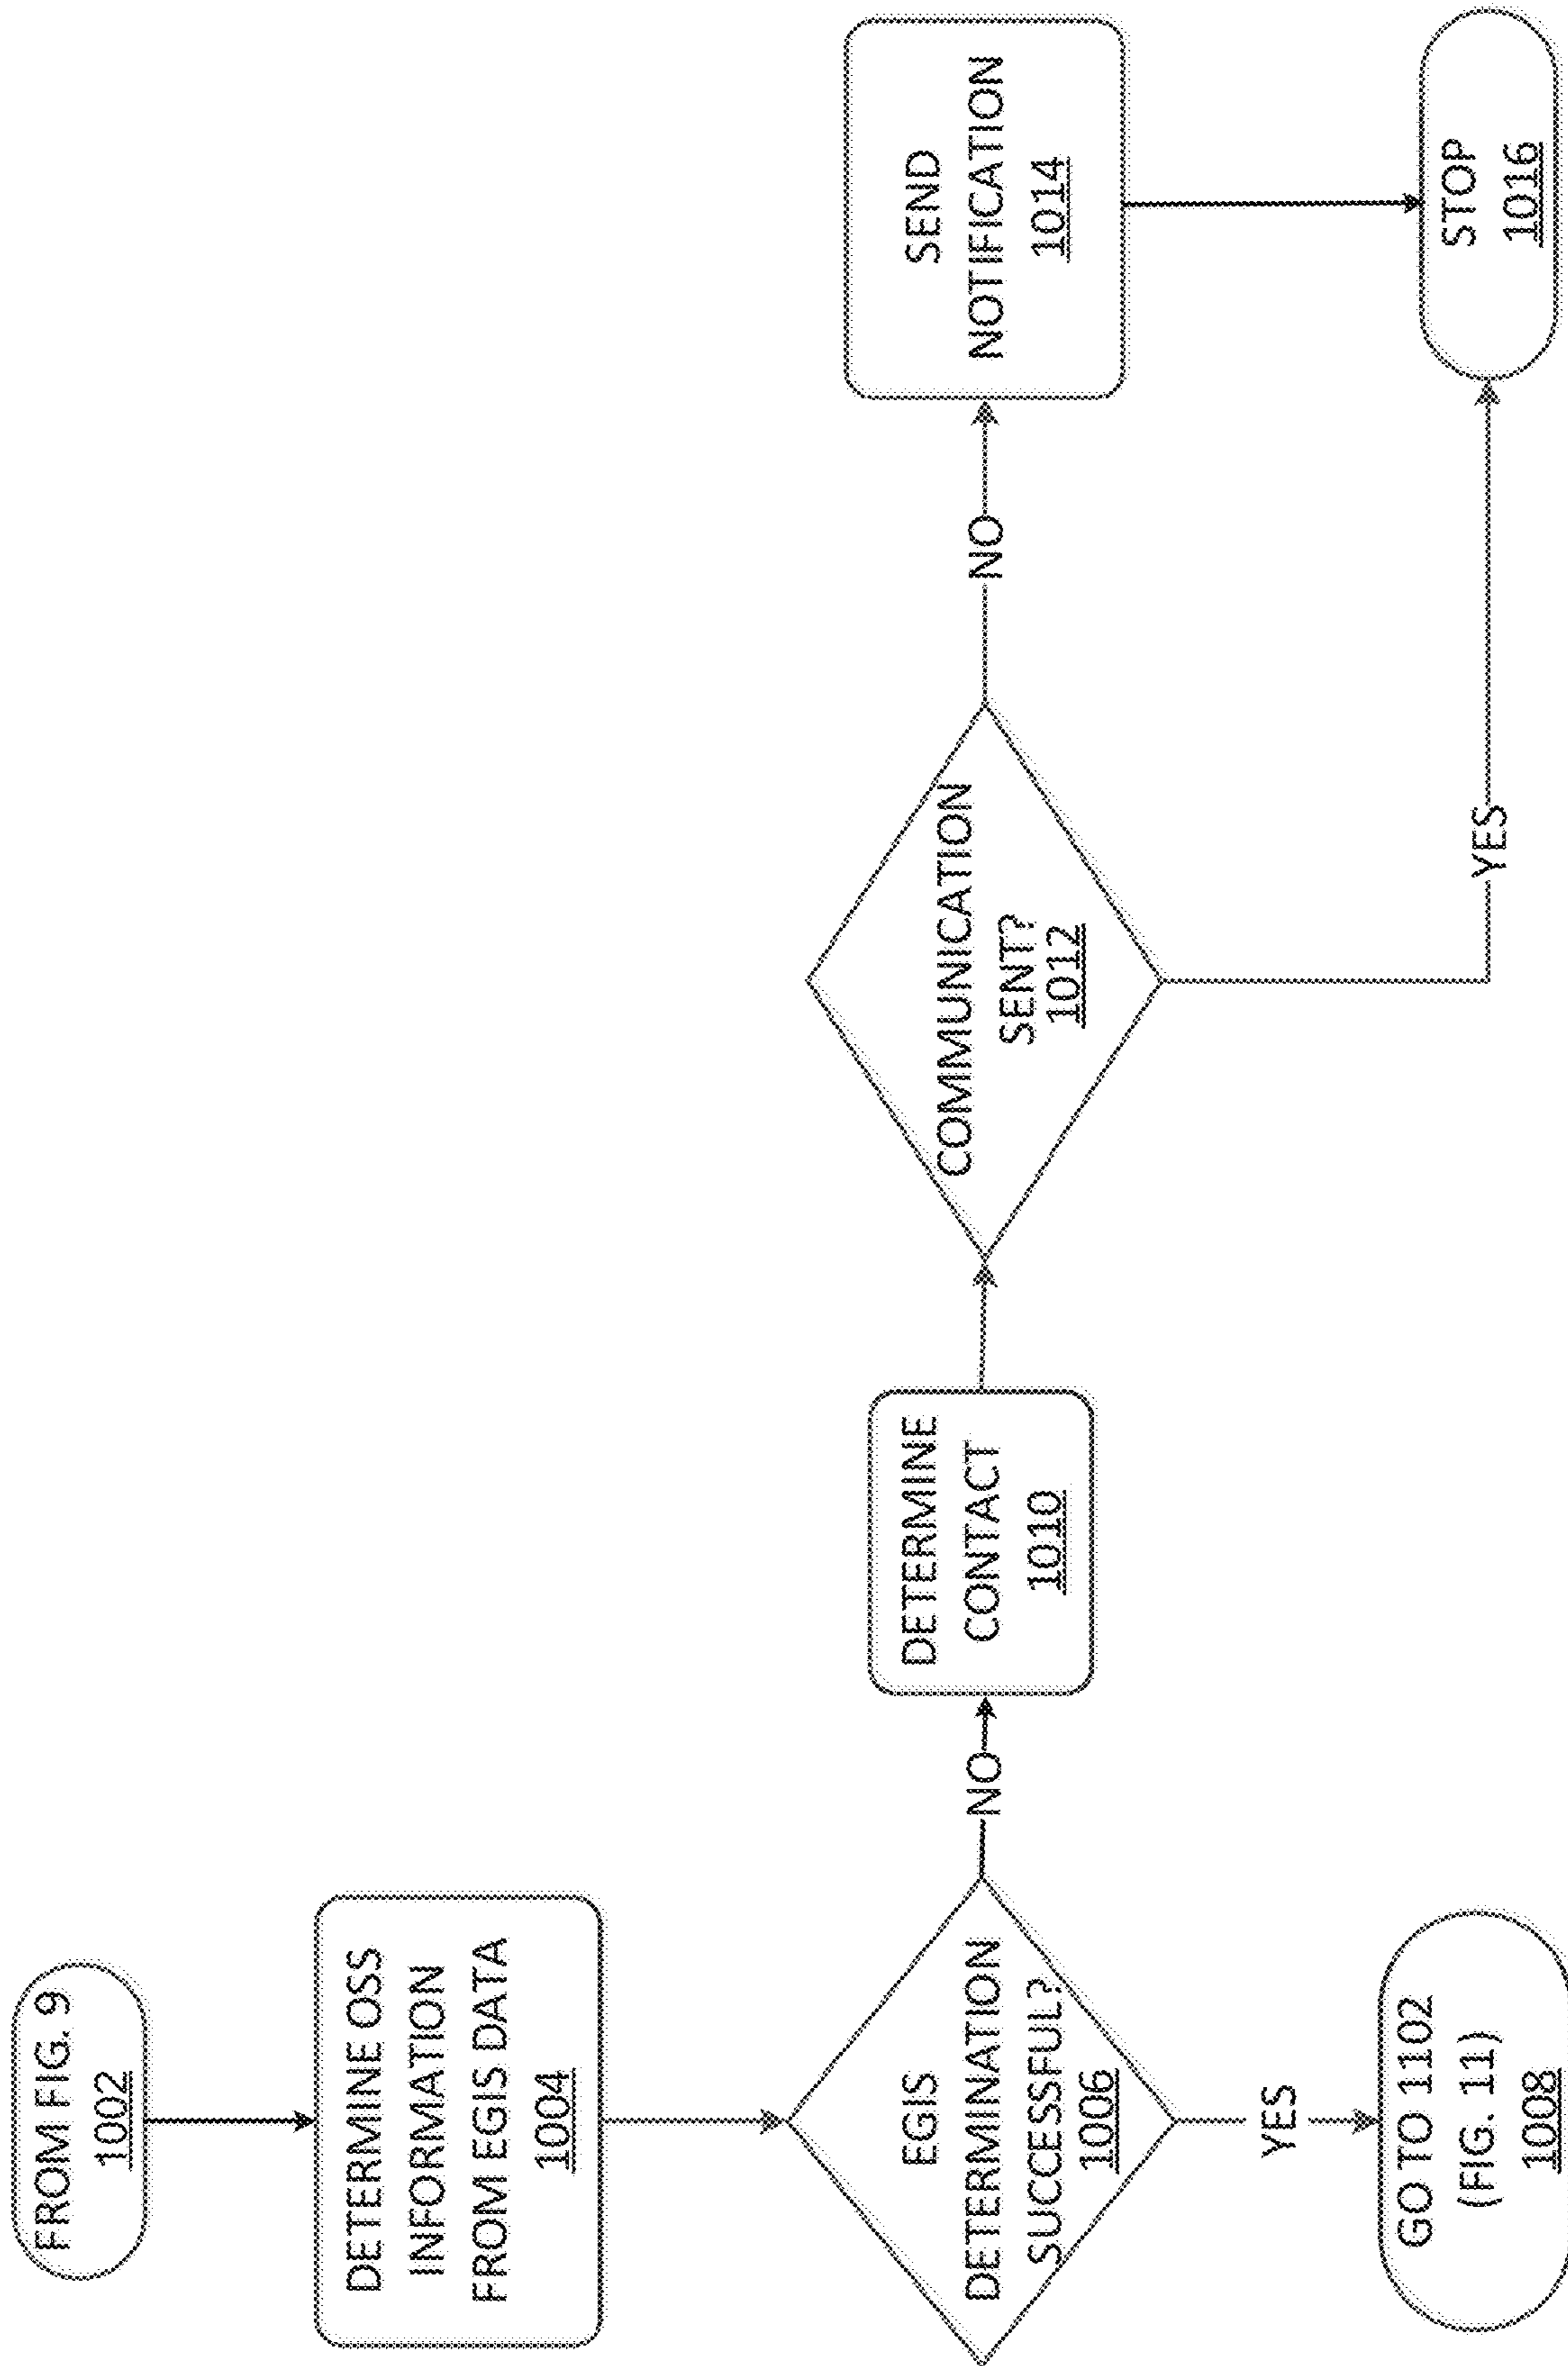 FROM FIG. 9
1002
DETERMINE OSS
INFORMATION
FROM EGIS DATA
1004
EGIS
DETERMINATION
SUCCESSFUL?
1006
YES
GO TO 1102
(FIG. 11)
1008
NO
DETERMINE
CONTACT
1010
COMMUNICATION
SENT?
1012
NO
SEND
NOTIFICATION
1014
YES
STOP
1016